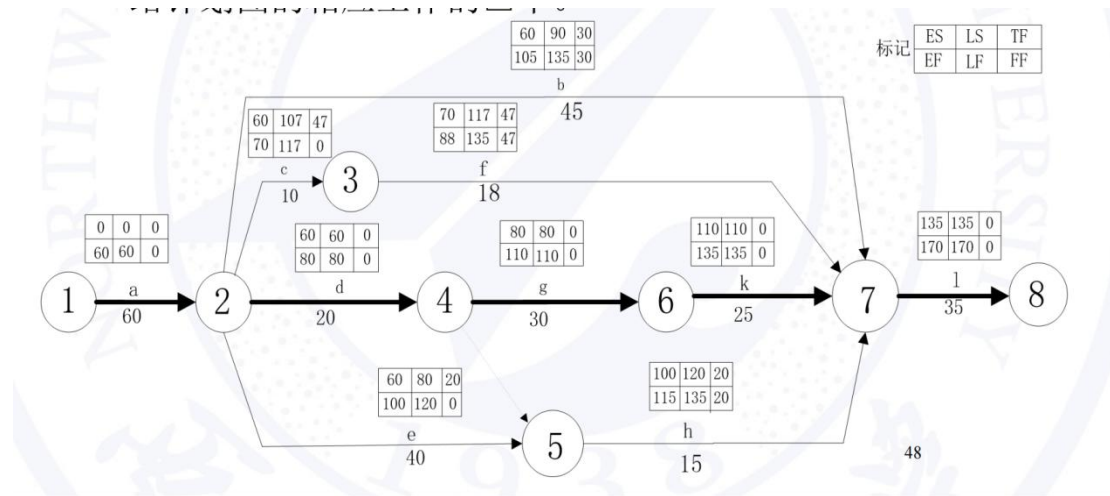 60 90 30
105 135 30
b
45
标记 ES LS TF
EF LF FF
60 107 47
70 117 0
c
10
3
70 117 47
88 135 47
f
18
0 0 0
60 60 0
a
60
1
2
60 60 0
80 80 0
d
20
4
80 80 0
110 110 0
g
30
6
110 110 0
135 135 0
k
25
7
135 135 0
170 170 0
l
35
8
60 80 20
100 120 0
e
40
5
100 120 20
115 135 20
h
15
48